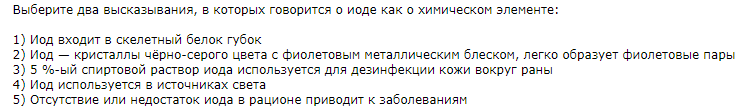 Выберите два высказывания, в которых говорится о иоде как о химическом элементе:
1) Иод входит в скелетный белок губок
2) Иод — кристаллы чёрно-серого цвета с фиолетовым металлическим блеском, легко образует фиолетовые пары
3) 5 %-ый спиртовой раствор иода используется для дезинфекции кожи вокруг раны
4) Иод используется в источниках света
5) Отсутствие или недостаток иода в рационе приводит к заболеваниям